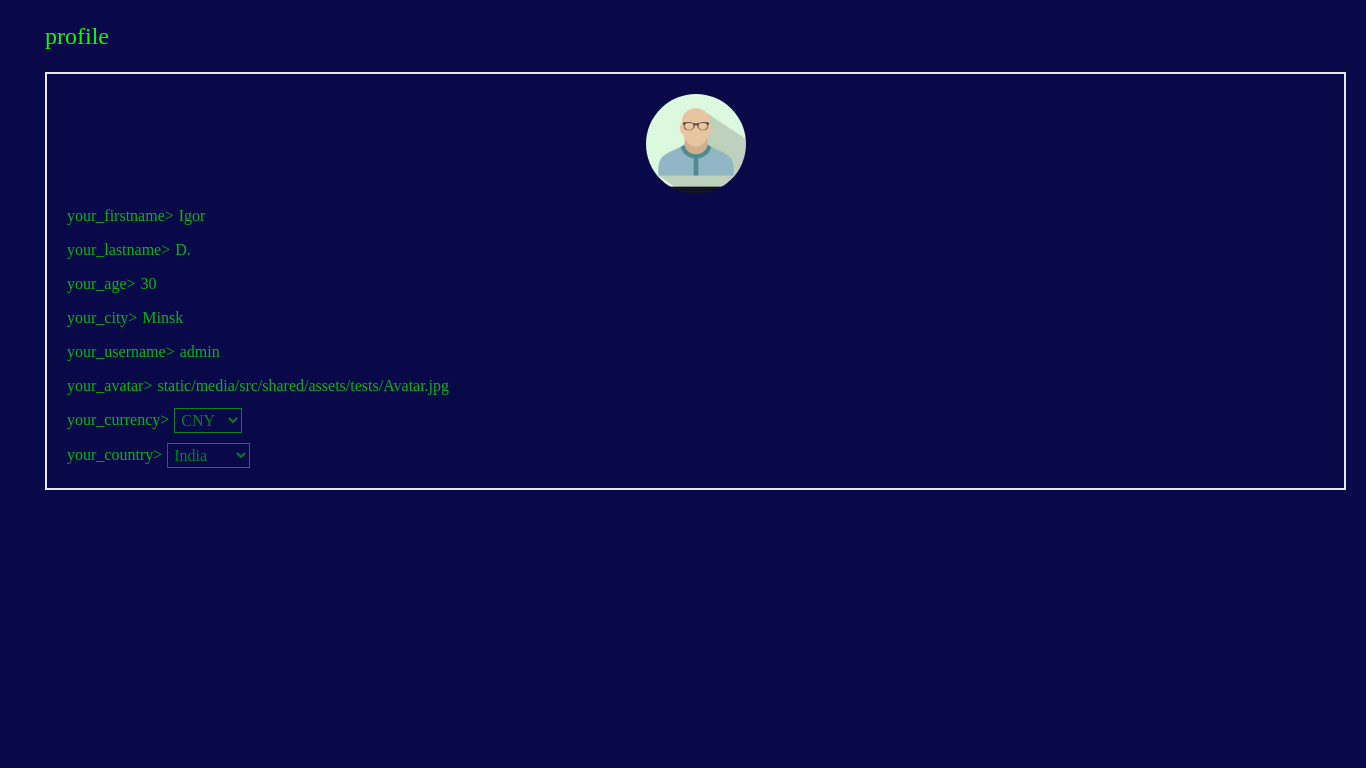 profile
your_firstname> Igor
your_lastname> D.
your_age> 30
your_city> Minsk
your_username> admin
your_avatar> static/media/src/shared/assets/tests/Avatar.jpg
your_currency> CNY
your_country> India